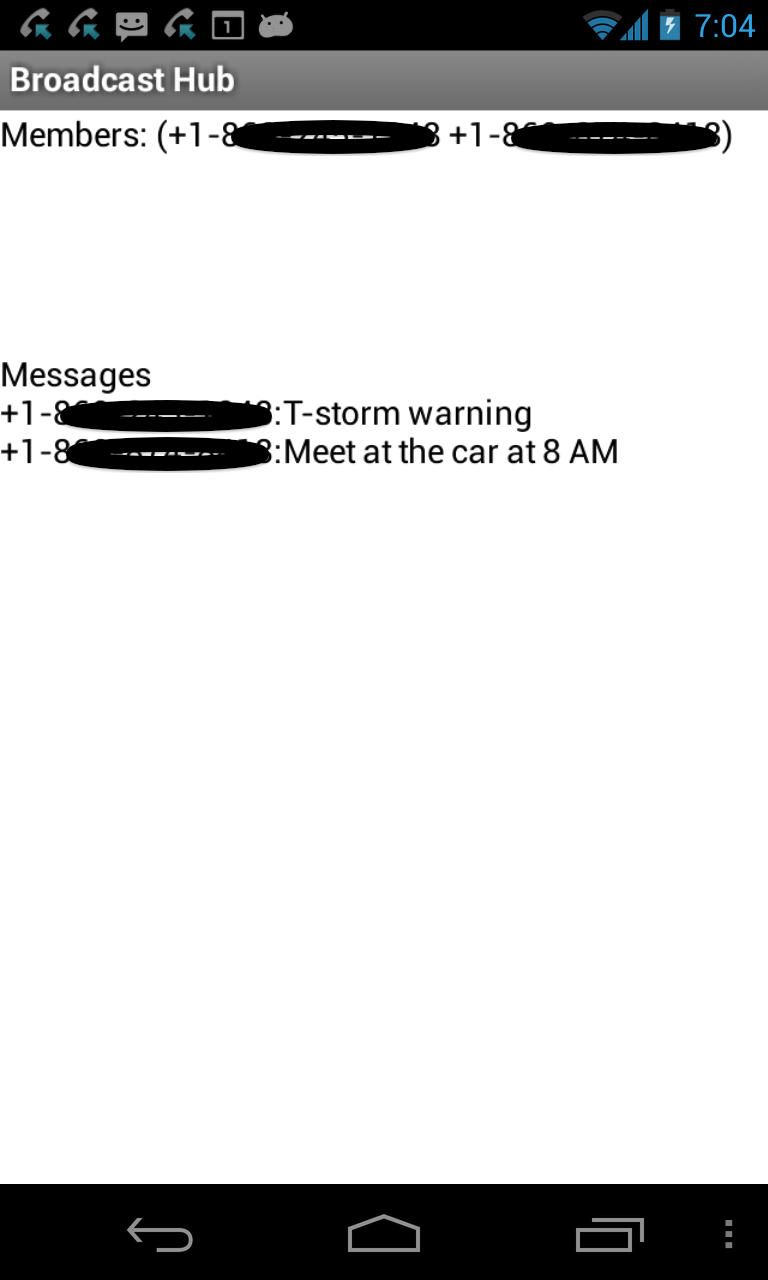 7:04
Broadcast Hub
Members: (+1-8 +1-8)
Messages
+1-8:T-storm warning
+1-8:Meet at the car at 8 AM